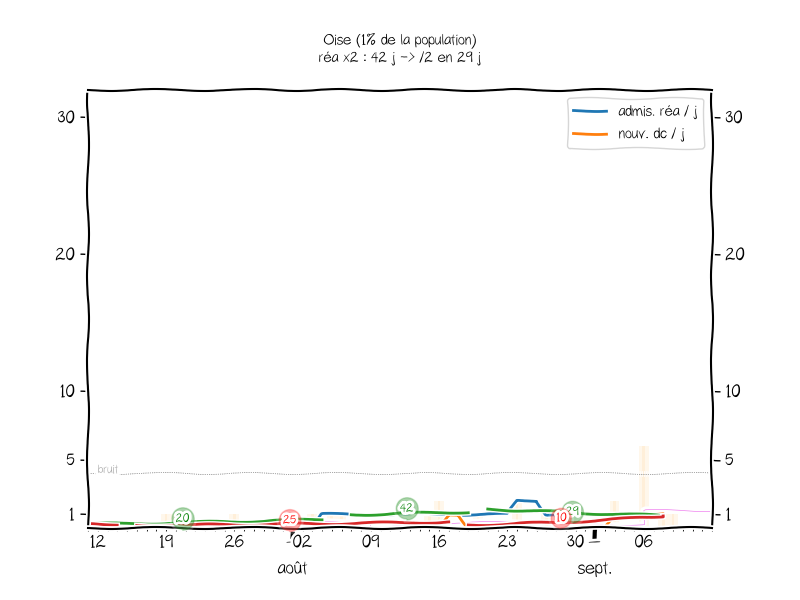 Oise (1% de la population)
réa x2 : 42 j -> /2 en 29 j
admis. réa / j
nouv. dc / j
30 30
20 20
10 10
5 5
bruit
1 1
20 25 42 10 29
12 19 26 02 09 16 23 30 06
août sept.